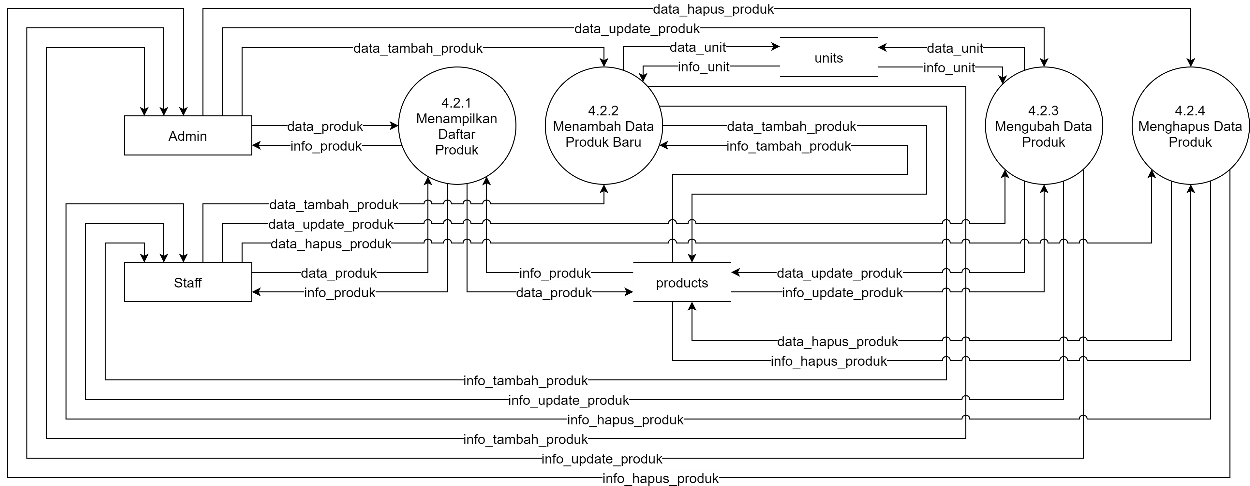 data_hapus_produk
data_update_produk
data_tambah_produk
data_unit
data_unit
units
info_unit
info_unit
4.2.1
Menampilkan
Daftar
Produk
4.2.2
Menambah Data
Produk Baru
4.2.3
Mengubah Data
Produk
4.2.4
Menghapus Data
Produk
Admin
data_produk
info_produk
data_tambah_produk
info_tambah_produk
data_tambah_produk
data_update_produk
data_hapus_produk
Staff
data_produk
info_produk
info_produk
data_produk
products
data_update_produk
info_update_produk
data_hapus_produk
info_hapus_produk
info_tambah_produk
info_update_produk
info_hapus_produk
info_tambah_produk
info_update_produk
info_hapus_produk